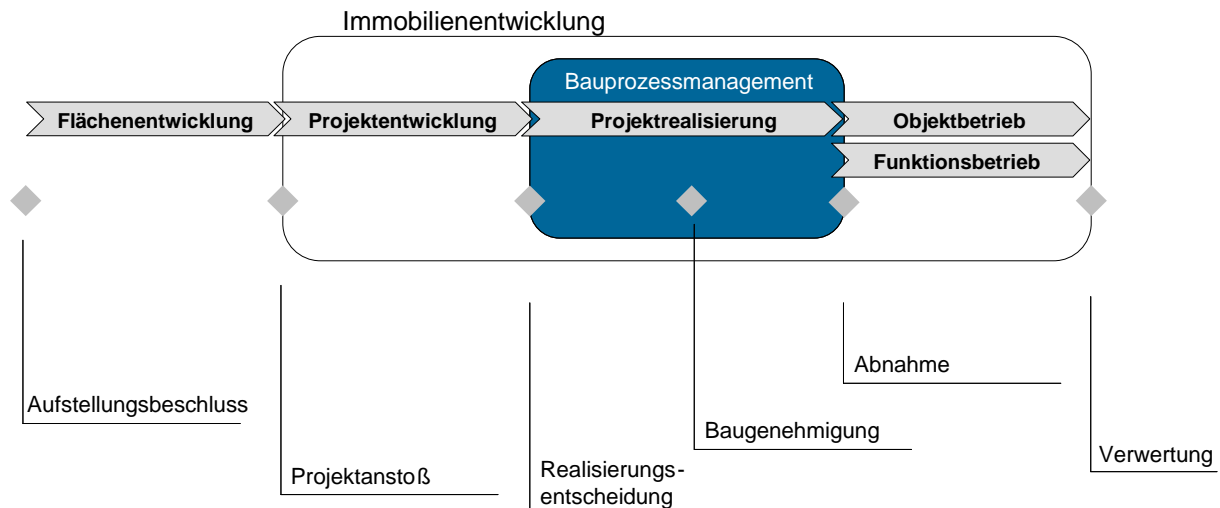 Immobilienentwicklung
Bauprozessmanagement
Flächenentwicklung
Projektentwicklung
Projektrealisierung
Objektbetrieb
Funktionsbetrieb
Abnahme
Aufstellungsbeschluss
Baugenehmigung
Verwertung
Projektanstoß
Realisierungs-
entscheidung